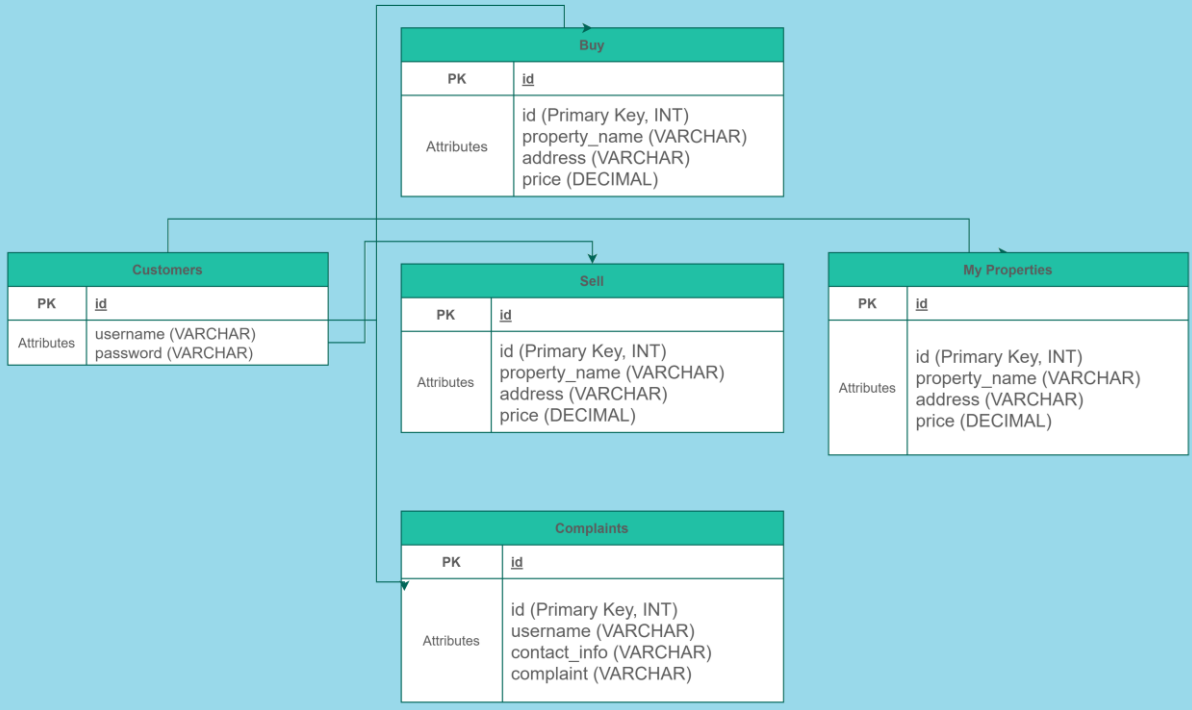 Buy
PK
id
Attributes
id (Primary Key, INT)
property_name (VARCHAR)
address (VARCHAR)
price (DECIMAL)
Customers
PK
id
Attributes
username (VARCHAR)
password (VARCHAR)
Sell
PK
id
Attributes
id (Primary Key, INT)
property_name (VARCHAR)
address (VARCHAR)
price (DECIMAL)
My Properties
PK
id
Attributes
id (Primary Key, INT)
property_name (VARCHAR)
address (VARCHAR)
price (DECIMAL)
Complaints
PK
id
Attributes
id (Primary Key, INT)
username (VARCHAR)
contact_info (VARCHAR)
complaint (VARCHAR)